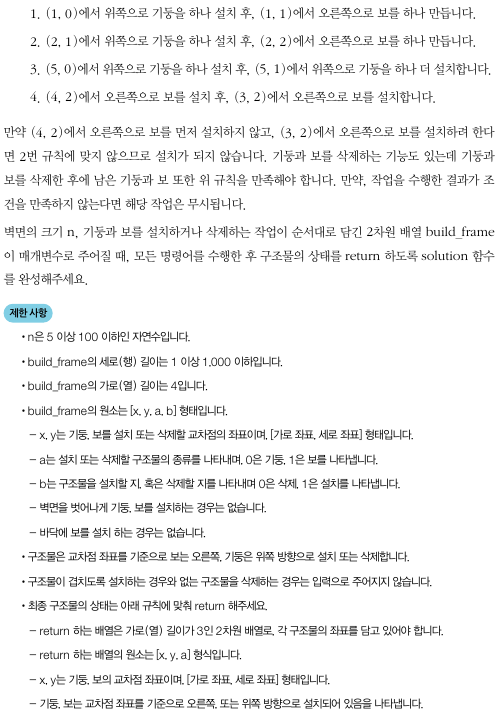 1. (1, 0)에서 위쪽으로 기둥을 하나 설치 후, (1, 1)에서 오른쪽으로 보를 하나 만듭니다.
2. (2, 1)에서 위쪽으로 기둥을 하나 설치 후, (2, 2)에서 오른쪽으로 보를 하나 만듭니다.
3. (5, 0)에서 위쪽으로 기둥을 하나 설치 후, (5, 1)에서 위쪽으로 기둥을 하나 더 설치합니다.
4. (4, 2)에서 오른쪽으로 보를 설치 후, (3, 2)에서 오른쪽으로 보를 설치합니다.
만약 (4, 2)에서 오른쪽으로 보를 먼저 설치하지 않고, (3, 2)에서 오른쪽으로 보를 설치하려 한다
면 2번 규칙에 맞지 않으므로 설치가 되지 않습니다. 기둥과 보를 삭제하는 기능도 있는데 기둥과
보를 삭제한 후에 남은 기둥과 보 또한 위 규칙을 만족해야 합니다. 만약, 작업을 수행한 결과가 조
건을 만족하지 않는다면 해당 작업은 무시됩니다.
벽면의 크기 n, 기둥과 보를 설치하거나 삭제하는 작업이 순서대로 담긴 2차원 배열 build_frame
이 매개변수로 주어질 때, 모든 명령어를 수행한 후 구조물의 상태를 return 하도록 solution 함수
를 완성해주세요.
제한 사항
• n은 5 이상 100 이하인 자연수입니다.
• build_frame의 세로(행) 길이는 1 이상 1,000 이하입니다.
• build_frame의 가로(열) 길이는 4입니다.
• build_frame의 원소는 [x, y, a, b] 형태입니다.
– x, y는 기둥, 보를 설치 또는 삭제할 교차점의 좌표이며, [가로 좌표, 세로 좌표] 형태입니다.
– a는 설치 또는 삭제할 구조물의 종류를 나타내며, 0은 기둥, 1은 보를 나타냅니다.
– b는 구조물을 설치할 지, 혹은 삭제할 지를 나타내며 0은 삭제, 1은 설치를 나타냅니다.
– 벽면을 벗어나게 기둥, 보를 설치하는 경우는 없습니다.
– 바닥에 보를 설치 하는 경우는 없습니다.
• 구조물은 교차점 좌표를 기준으로 보는 오른쪽, 기둥은 위쪽 방향으로 설치 또는 삭제합니다.
• 구조물이 겹치도록 설치하는 경우와 없는 구조물을 삭제하는 경우는 입력으로 주어지지 않습니다.
• 최종 구조물의 상태는 아래 규칙에 맞춰 return 해주세요.
– return 하는 배열은 가로(열) 길이가 3인 2차원 배열로, 각 구조물의 좌표를 담고 있어야 합니다.
– return 하는 배열의 원소는 [x, y, a] 형식입니다.
– x, y는 기둥, 보의 교차점 좌표이며, [가로 좌표, 세로 좌표] 형태입니다.
– 기둥, 보는 교차점 좌표를 기준으로 오른쪽, 또는 위쪽 방향으로 설치되어 있음을 나타냅니다.